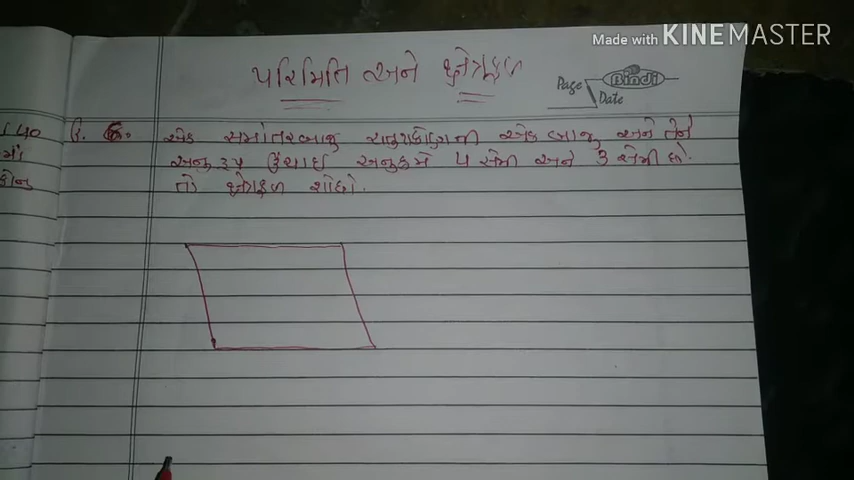 Made with KINEMASTER
પરિમિતિ અને ક્ષેત્રફળ
Page
Bindi
Date
ઉ. 6. એક સમાંતરબાજુ ચતુષ્કોણની એક બાજુ અને તેને
અનુરૂપ ઉંચાઇ અનુક્રમે 4 સેમી અને 3 સેમી છે.
તો ક્ષેત્રફળ શોધો.